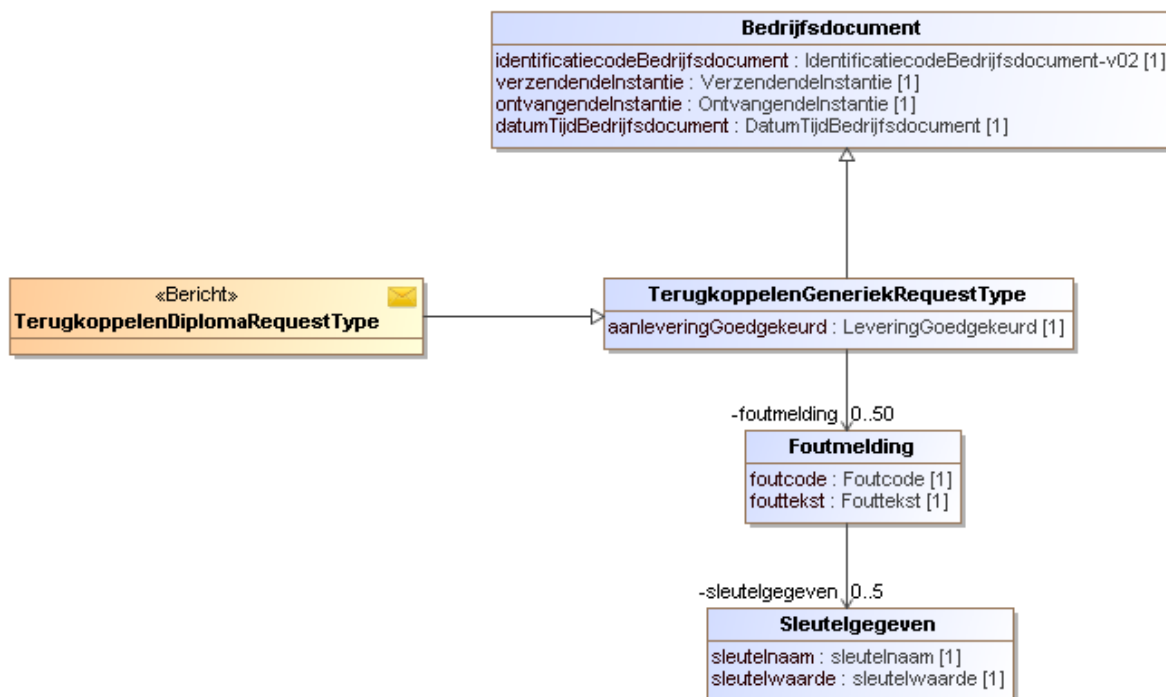 Bedrijfsdocument
identificatiecodeBedrijfsdocument : IdentificatiecodeBedrijfsdocument-v02 [1]
verzendendeInstantie : VerzendendeInstantie [1]
ontvangendeInstantie : OntvangendeInstantie [1]
datumTijdBedrijfsdocument : DatumTijdBedrijfsdocument [1]
«Bericht»
TerugkoppelenDiplomaRequestType
TerugkoppelenGeneriekRequestType
aanleveringGoedgekeurd : LeveringGoedgekeurd [1]
-foutmelding 0..50
Foutmelding
foutcode : Foutcode [1]
fouttekst : Fouttekst [1]
-sleutelgegeven 0..5
Sleutelgegeven
sleutelnaam : sleutelnaam [1]
sleutelwaarde : sleutelwaarde [1]